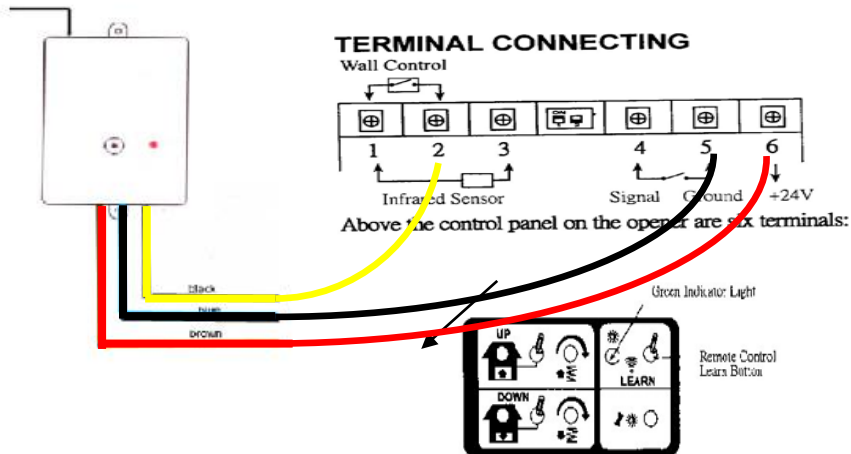 TERMINAL CONNECTING
Wall Control
1 2 3 4 5 6
Infrared Sensor Signal Ground +24V
Above the control panel on the opener are six terminals:
black
brown
Green Indicator Light
UP
LEARN
Remote Control
Learn Button
DOWN